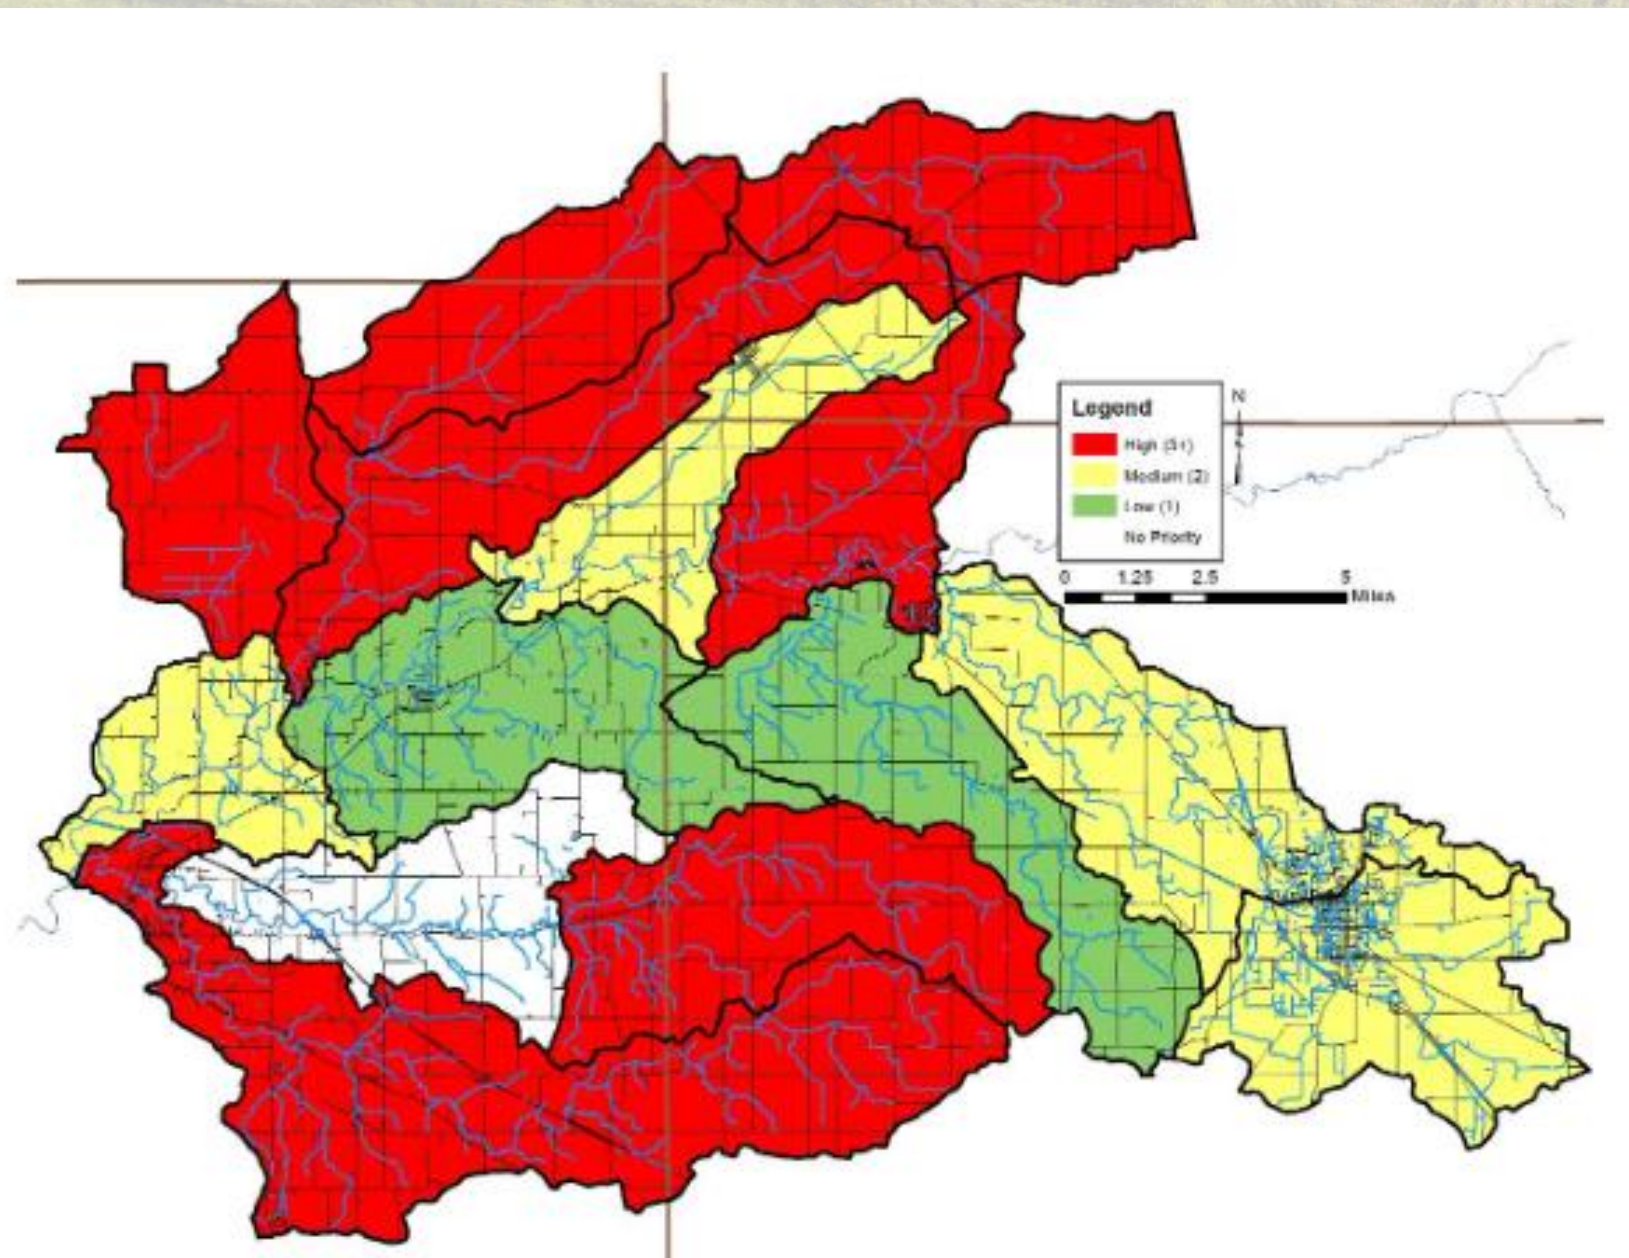 Legend
N
High (3+)
Medium (2)
Low (1)
No Priority
0 1.25 2.5 5
Miles